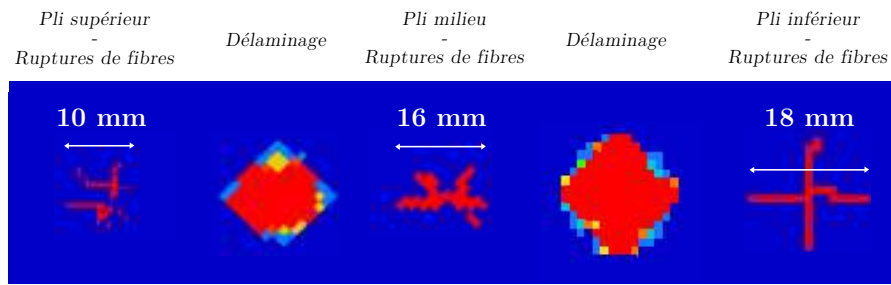 Pli supérieur
-
Ruptures de fibres
Délaminage
Pli milieu
-
Ruptures de fibres
Délaminage
Pli inférieur
-
Ruptures de fibres
10 mm
16 mm
18 mm